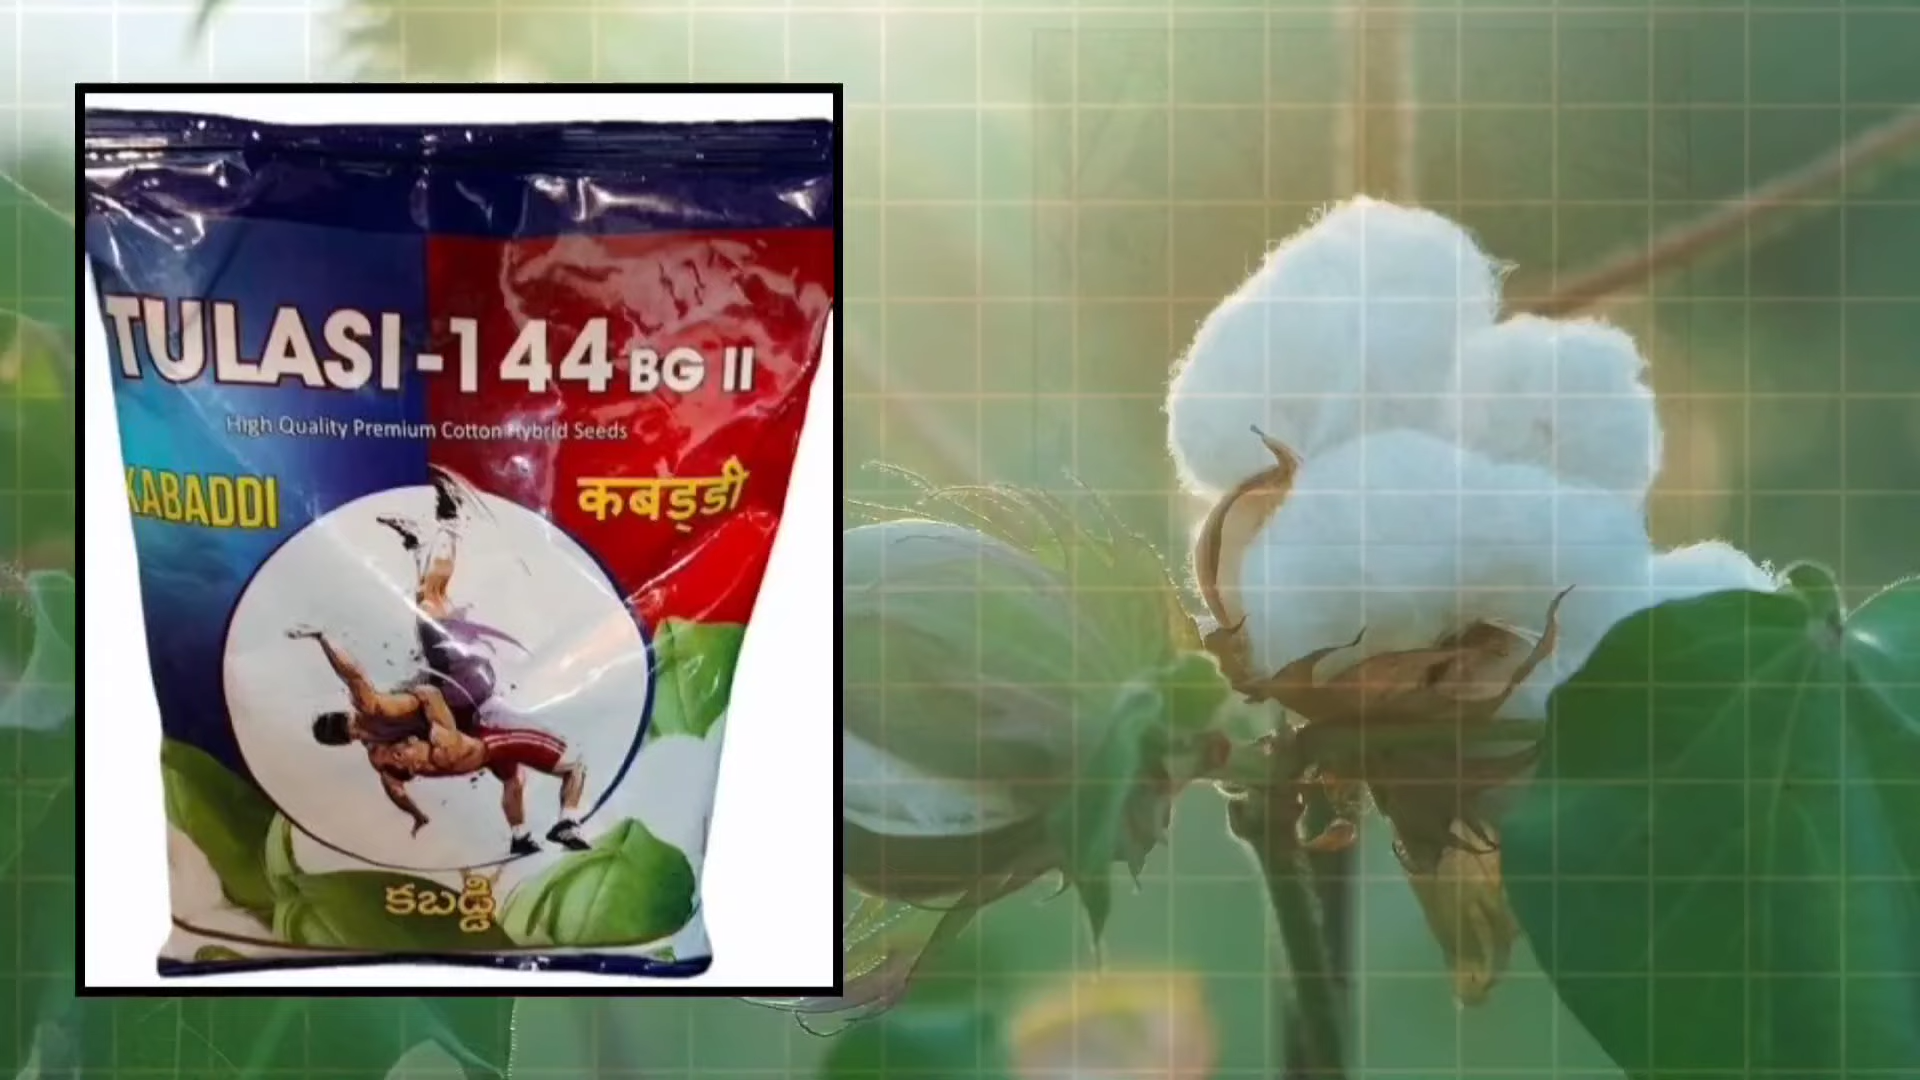 TULASI-144 BG II
High Quality Premium Cotton Hybrid Seeds
KABADDI
कबड्डी
కబడ్డి